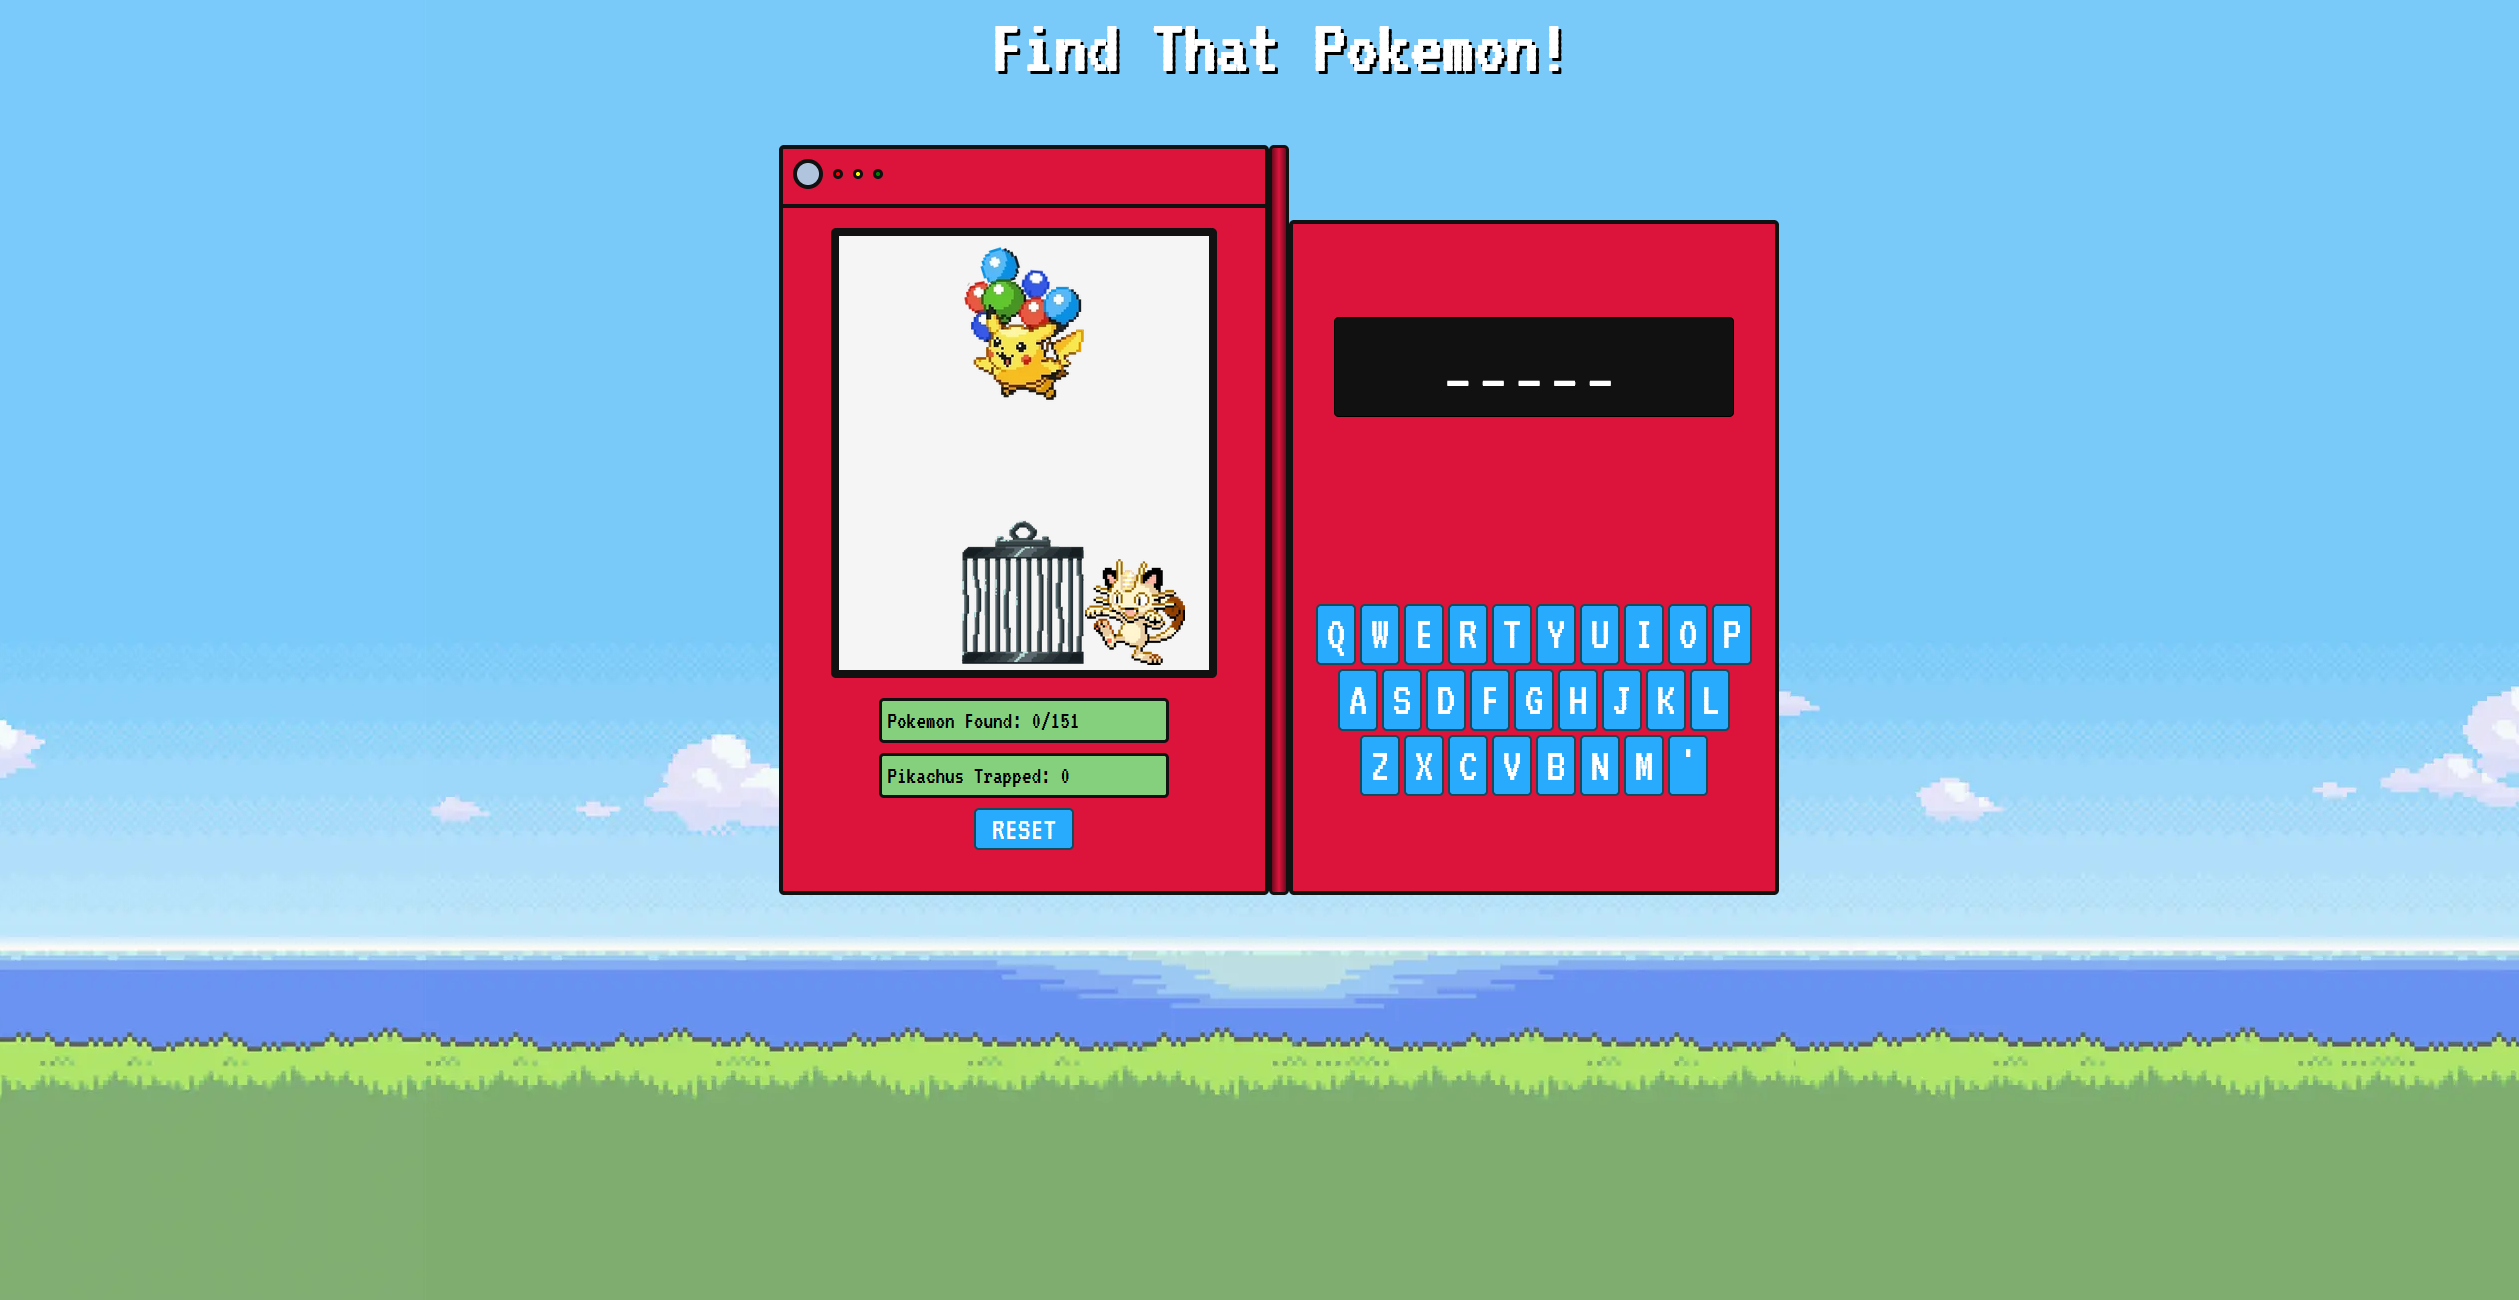 Find That Pokemon!
_ _ _ _ _
Pokemon Found: 0/151
Pikachus Trapped: 0
RESET
Q W E R T Y U I O P
A S D F G H J K L
Z X C V B N M '